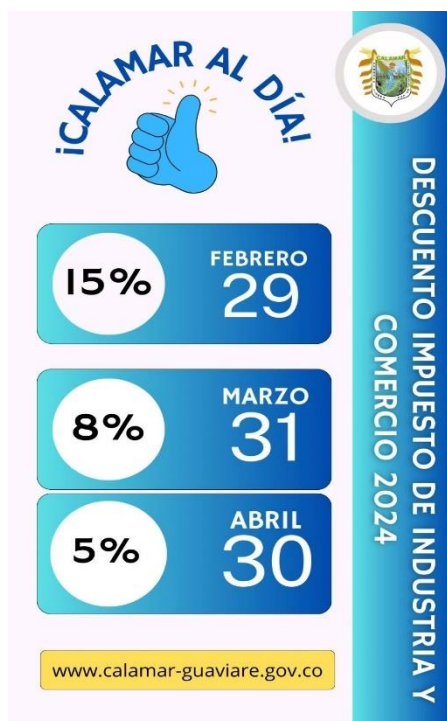 ¡CALAMAR AL DÍA!
CALAMAR
15%
FEBRERO
29
8%
MARZO
31
5%
ABRIL
30
www.calamar-guaviare.gov.co
DESCUENTO IMPUESTO DE INDUSTRIA Y
COMERCIO 2024